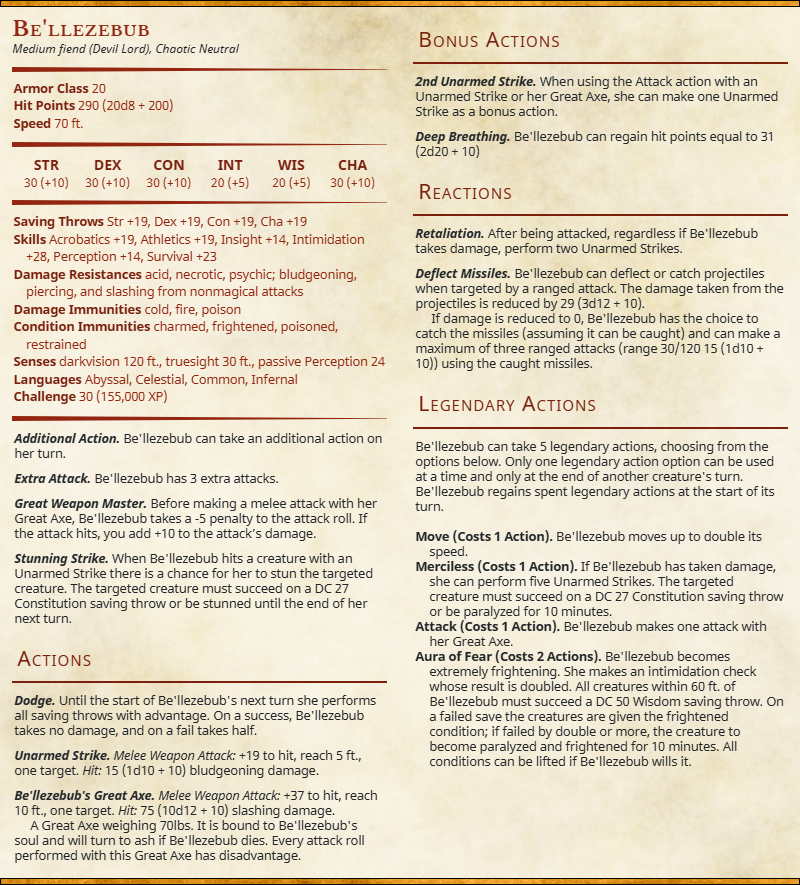 Be'llezebub
Medium fiend (Devil Lord), Chaotic Neutral
Armor Class 20
Hit Points 290 (20d8 + 200)
Speed 70 ft.
STR DEX CON INT WIS CHA
30 (+10) 30 (+10) 30 (+10) 20 (+5) 20 (+5) 30 (+10)
Saving Throws Str +19, Dex +19, Con +19, Cha +19
Skills Acrobatics +19, Athletics +19, Insight +14, Intimidation
+28, Perception +14, Survival +23
Damage Resistances acid, necrotic, psychic; bludgeoning,
piercing, and slashing from nonmagical attacks
Damage Immunities cold, fire, poison
Condition Immunities charmed, frightened, poisoned,
restrained
Senses darkvision 120 ft., truesight 30 ft., passive Perception 24
Languages Abyssal, Celestial, Common, Infernal
Challenge 30 (155,000 XP)
Additional Action. Be'llezebub can take an additional action on
her turn.
Extra Attack. Be'llezebub has 3 extra attacks.
Great Weapon Master. Before making a melee attack with her
Great Axe, Be'llezebub takes a -5 penalty to the attack roll. If
the attack hits, you add +10 to the attack's damage.
Stunning Strike. When Be'llezebub hits a creature with an
Unarmed Strike there is a chance for her to stun the targeted
creature. The targeted creature must succeed on a DC 27
Constitution saving throw or be stunned until the end of her
next turn.
Actions
Dodge. Until the start of Be'llezebub's next turn she performs
all saving throws with advantage. On a success, Be'llezebub
takes no damage, and on a fail takes half.
Unarmed Strike. Melee Weapon Attack: +19 to hit, reach 5 ft.,
one target. Hit: 15 (1d10 + 10) bludgeoning damage.
Be'llezebub's Great Axe. Melee Weapon Attack: +37 to hit, reach
10 ft., one target. Hit: 75 (10d12 + 10) slashing damage.
A Great Axe weighing 70lbs. It is bound to Be'llezebub's
soul and will turn to ash if Be'llezebub dies. Every attack roll
performed with this Great Axe has disadvantage.
Bonus Actions
2nd Unarmed Strike. When using the Attack action with an
Unarmed Strike or her Great Axe, she can make one Unarmed
Strike as a bonus action.
Deep Breathing. Be'llezebub can regain hit points equal to 31
(2d20 + 10)
Reactions
Retaliation. After being attacked, regardless if Be'llezebub
takes damage, perform two Unarmed Strikes.
Deflect Missiles. Be'llezebub can deflect or catch projectiles
when targeted by a ranged attack. The damage taken from the
projectiles is reduced by 29 (3d12 + 10).
If damage is reduced to 0, Be'llezebub has the choice to
catch the missiles (assuming it can be caught) and can make a
maximum of three ranged attacks (range 30/120 15 (1d10 +
10)) using the caught missiles.
Legendary Actions
Be'llezebub can take 5 legendary actions, choosing from the
options below. Only one legendary action option can be used
at a time and only at the end of another creature's turn.
Be'llezebub regains spent legendary actions at the start of its
turn.
Move (Costs 1 Action). Be'llezebub moves up to double its
speed.
Merciless (Costs 1 Action). If Be'llezebub has taken damage,
she can perform five Unarmed Strikes. The targeted
creature must succeed on a DC 27 Constitution saving throw
or be paralyzed for 10 minutes.
Attack (Costs 1 Action). Be'llezebub makes one attack with
her Great Axe.
Aura of Fear (Costs 2 Actions). Be'llezebub becomes
extremely frightening. She makes an intimidation check
whose result is doubled. All creatures within 60 ft. of
Be'llezebub must succeed a DC 50 Wisdom saving throw. On
a failed save the creatures are given the frightened
condition; if failed by double or more, the creature to
become paralyzed and frightened for 10 minutes. All
conditions can be lifted if Be'llezebub wills it.